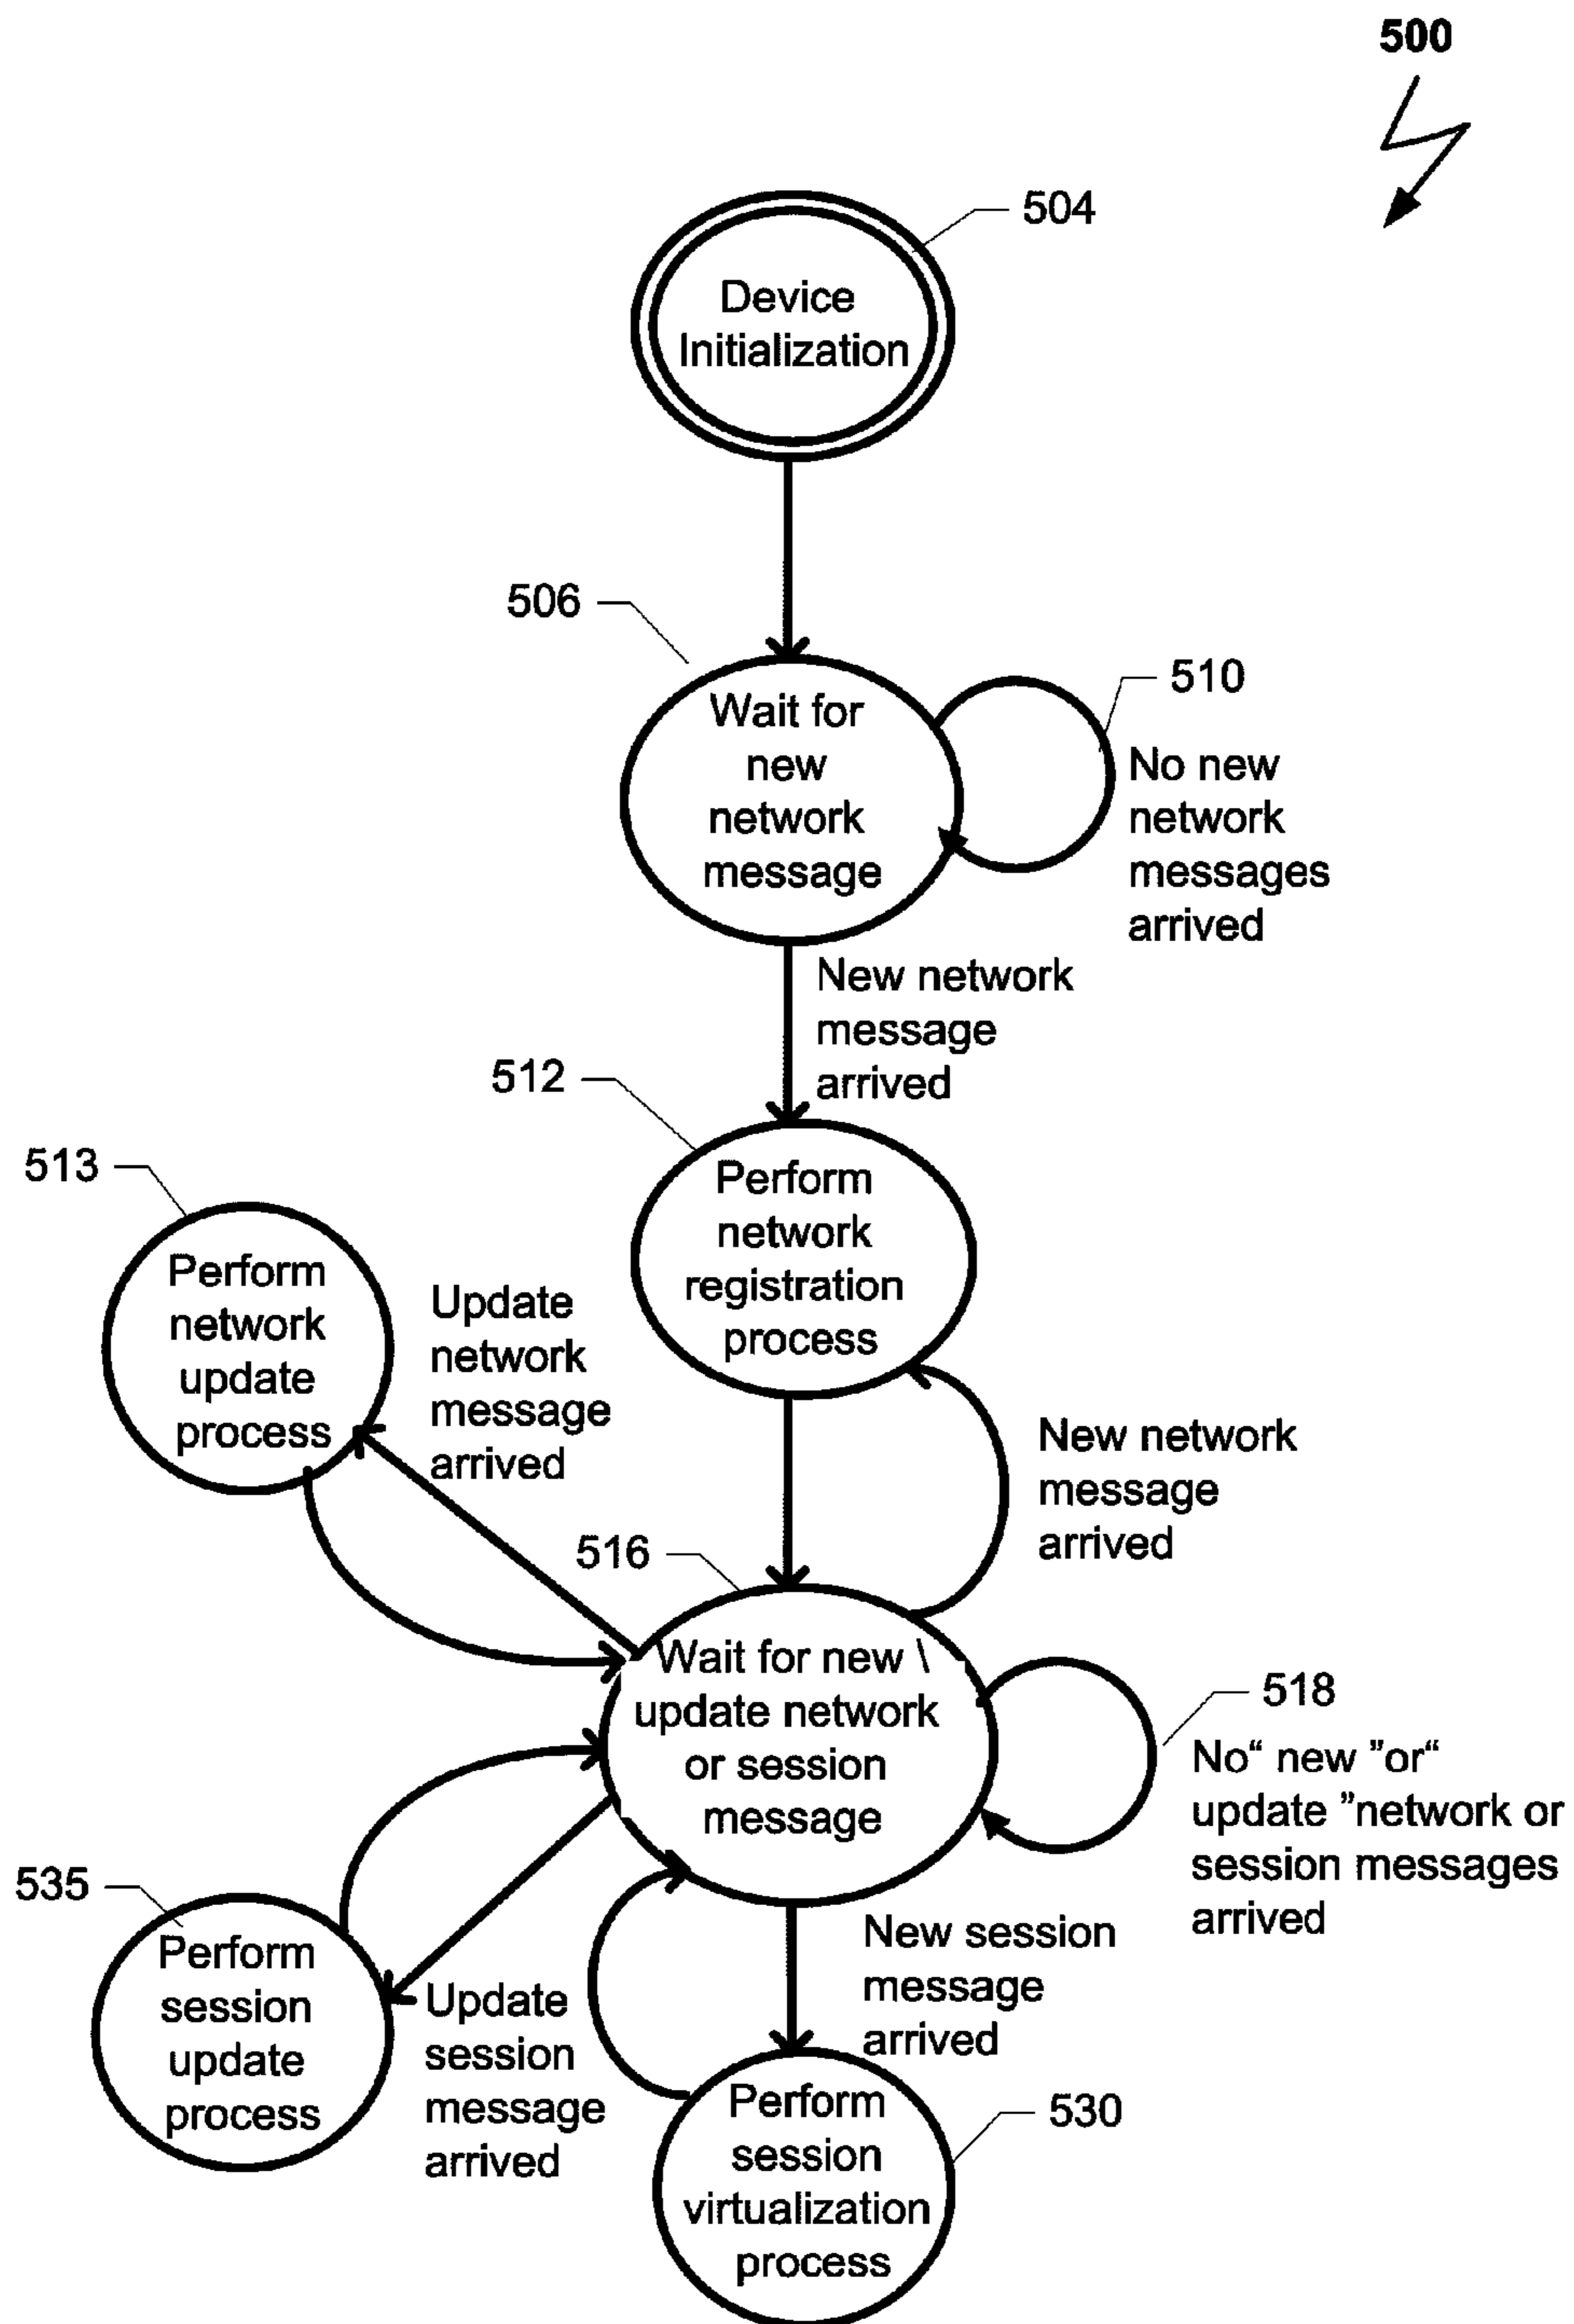 500
504
Device
Initialization
506
Wait for
new
network
message
510
No new
network
messages
arrived
New network
message
arrived
512
Perform
network
registration
process
513
Perform
network
update
process
Update
network
message
arrived
New network
message
arrived
516
Wait for new \
update network
or session
message
518
No“ new ”or“
update ”network or
session messages
arrived
535
Perform
session
update
process
Update
session
message
arrived
New session
message
arrived
530
Perform
session
virtualization
process